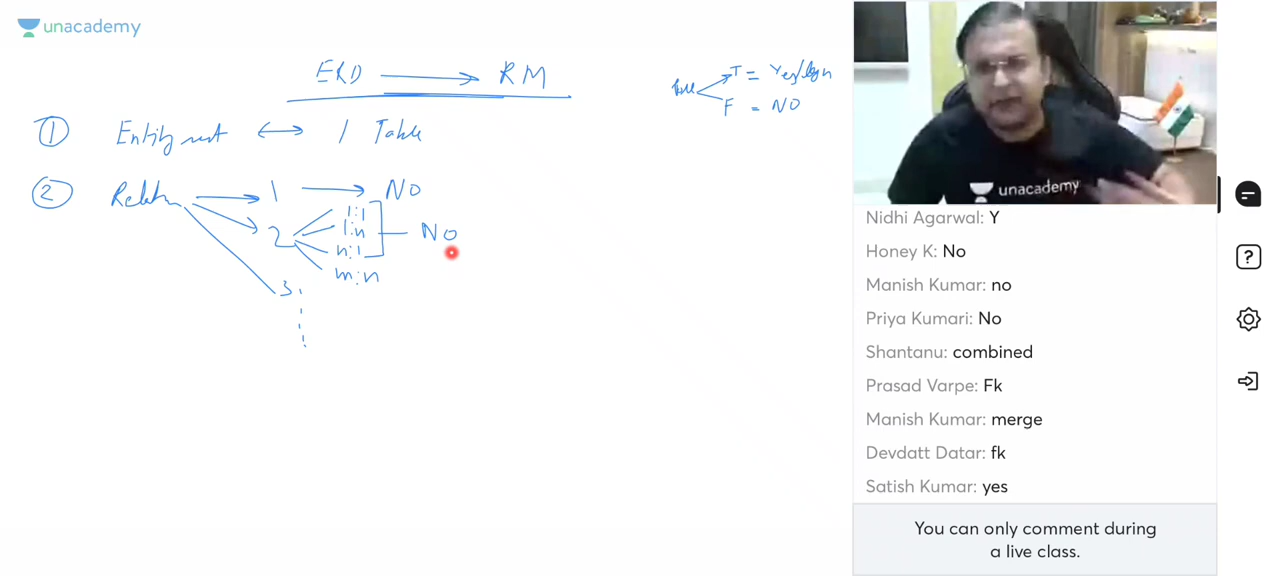 unacademy
ERD → RM
T = Yes/
F = NO
① Entity set ↔ 1 Table
② Relatn → 1 → NO
2
1:1
1:n
n:1
NO
m:n
3
unacademy
Nidhi Agarwal: Y
Honey K: No
Manish Kumar: no
Priya Kumari: No
Shantanu: combined
Prasad Varpe: Fk
Manish Kumar: merge
Devdatt Datar: fk
Satish Kumar: yes
You can only comment during
a live class.